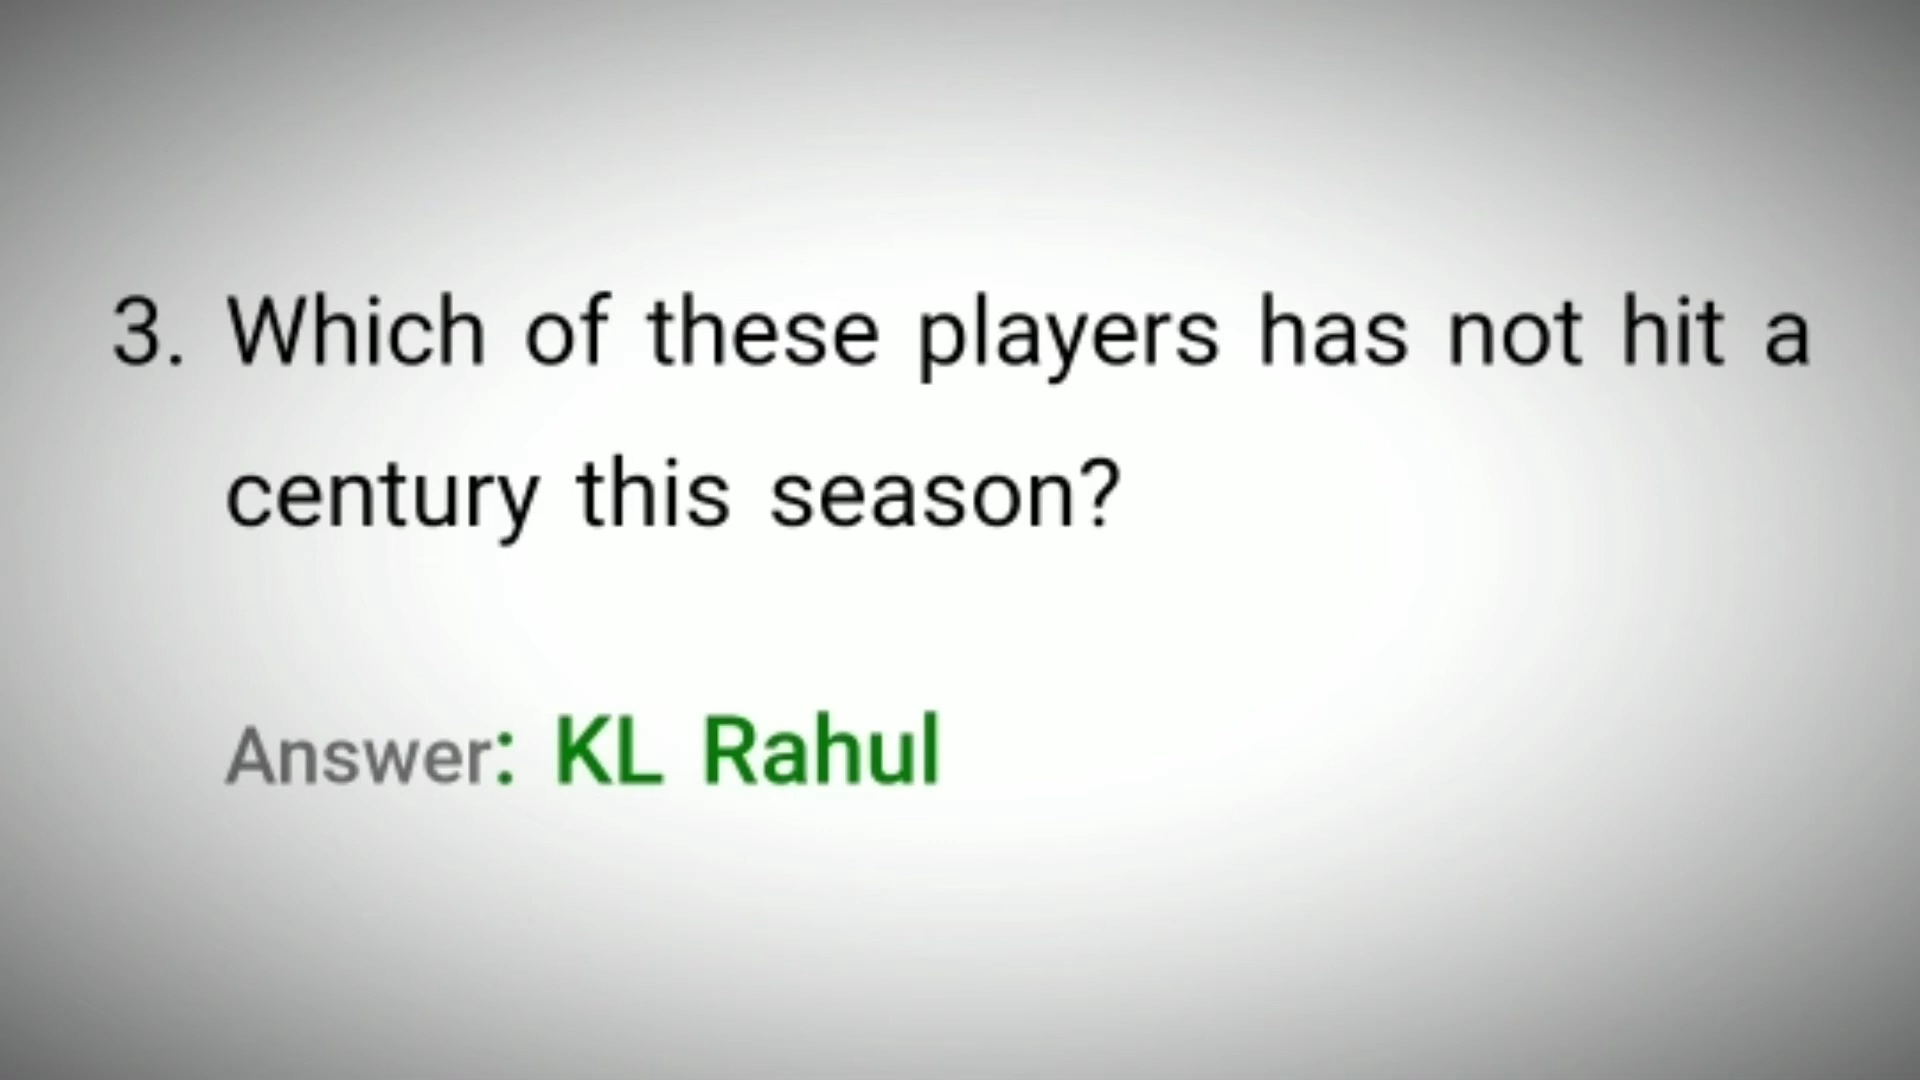 3. Which of these players has not hit a
century this season?
Answer: KL Rahul